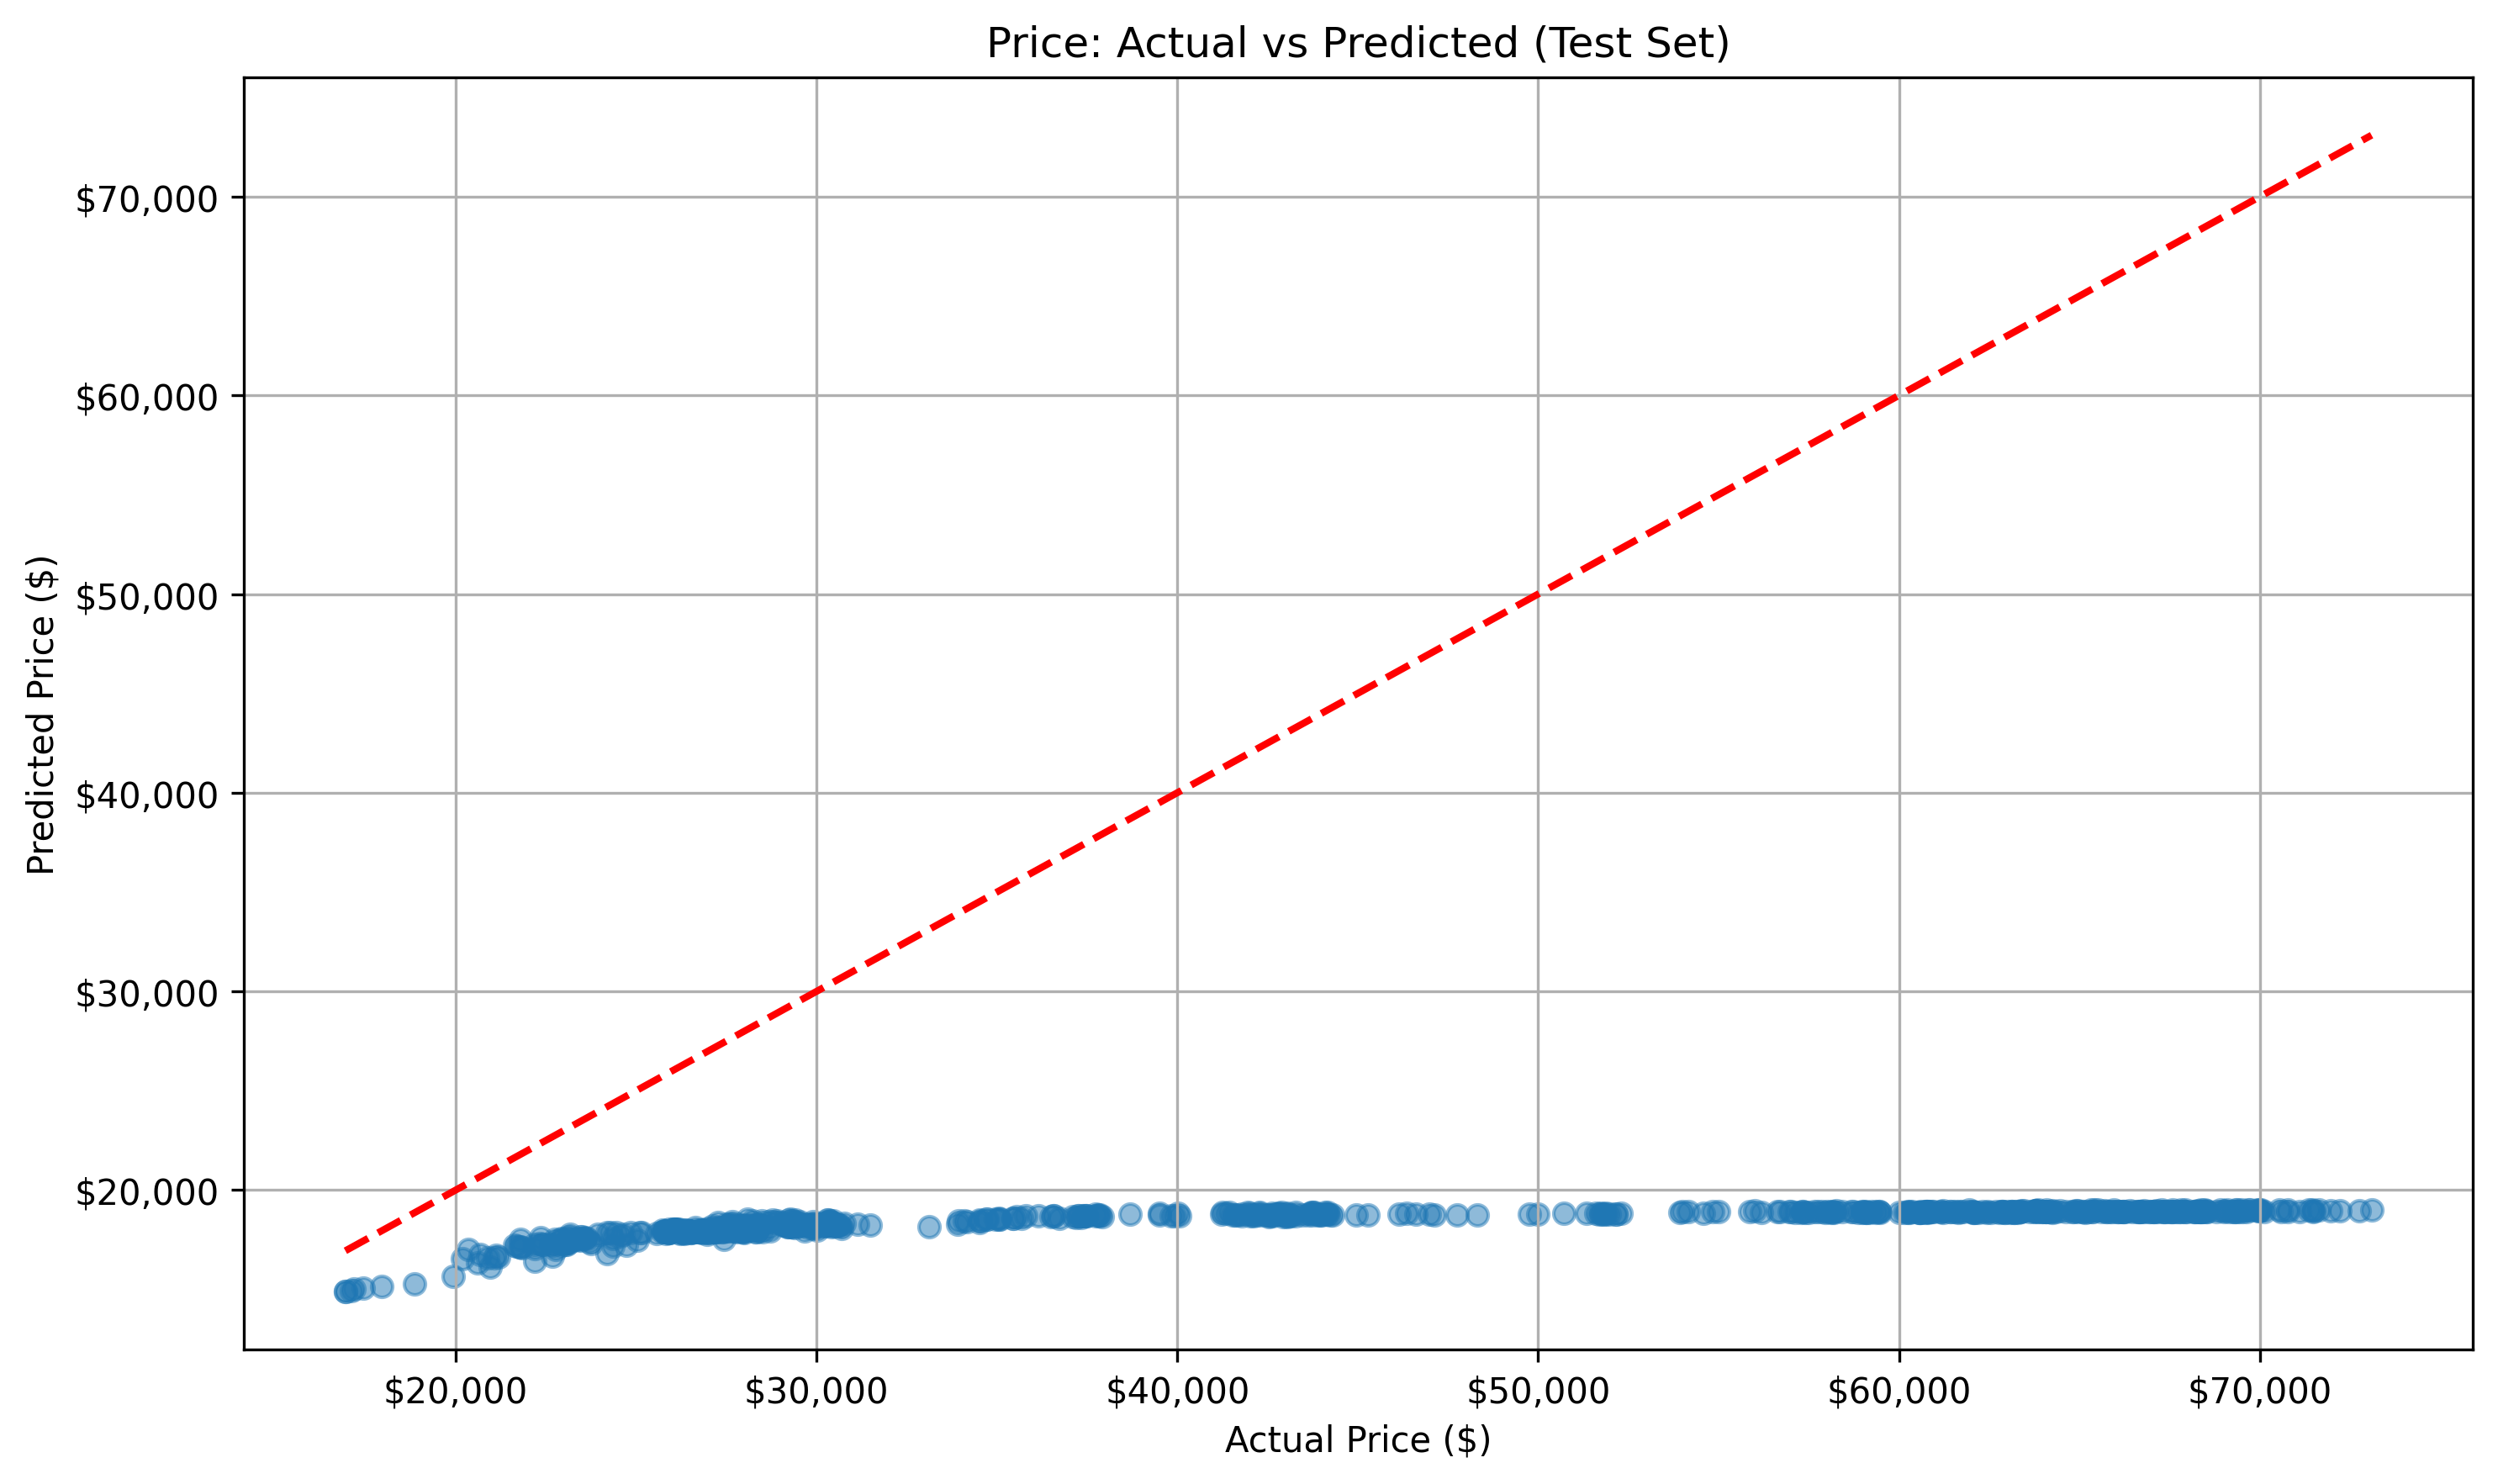 Price: Actual vs Predicted (Test Set)
Predicted Price ($)
$70,000
$60,000
$50,000
$40,000
$30,000
$20,000
$20,000 $30,000 $40,000 $50,000 $60,000 $70,000
Actual Price ($)